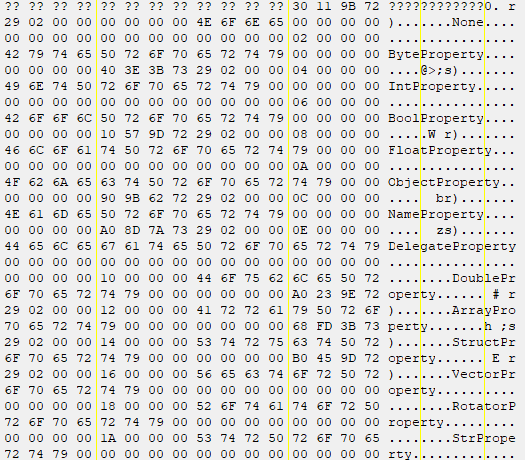 ?? ?? ?? ?? ?? ?? ?? ?? ?? ?? ?? ?? 30 11 9B 72 ????????????0. r
29 02 00 00 00 00 00 00 4E 6F 6E 65 00 00 00 00 ).......None....
00 00 00 00 00 00 00 00 00 00 00 00 00 00 00 00 ................
42 79 74 65 50 72 6F 70 65 72 74 79 00 00 00 00 ByteProperty....
00 00 00 00 40 3E 3B 73 29 02 00 00 04 00 00 00 ....@>;s).......
49 6E 74 50 72 6F 70 65 72 74 79 00 00 00 00 00 IntProperty.....
00 00 00 00 00 00 00 00 00 00 00 00 06 00 00 00 ................
42 6F 6F 6C 50 72 6F 70 65 72 74 79 00 00 00 00 BoolProperty....
00 00 00 00 10 57 9D 72 29 02 00 00 08 00 00 00 .....W r).......
46 6C 6F 61 74 50 72 6F 70 65 72 74 79 00 00 00 FloatProperty...
00 00 00 00 00 00 00 00 00 00 00 00 0A 00 00 00 ................
4F 62 6A 65 63 74 50 72 6F 70 65 72 74 79 00 00 ObjectProperty..
00 00 00 00 90 9B 62 72 29 02 00 00 0C 00 00 00 ....  br).......
4E 61 6D 65 50 72 6F 70 65 72 74 79 00 00 00 00 NameProperty....
00 00 00 00 A0 8D 7A 73 29 02 00 00 0E 00 00 00 ....  zs).......
44 65 6C 65 67 61 74 65 50 72 6F 70 65 72 74 79 DelegateProperty
00 00 00 00 00 00 00 00 00 00 00 00 00 00 00 00 ................
00 00 00 00 10 00 00 00 44 6F 75 62 6C 65 50 72 ........DoublePr
6F 70 65 72 74 79 00 00 00 00 00 00 A0 23 9E 72 operty...... # r
29 02 00 00 12 00 00 00 41 72 72 61 79 50 72 6F ).......ArrayPro
70 65 72 74 79 00 00 00 00 00 00 00 68 FD 3B 73 perty.......h ;s
29 02 00 00 14 00 00 00 53 74 72 75 63 74 50 72 ).......StructPr
6F 70 65 72 74 79 00 00 00 00 00 00 B0 45 9D 72 operty...... E r
29 02 00 00 16 00 00 00 56 65 63 74 6F 72 50 72 ).......VectorPr
6F 70 65 72 74 79 00 00 00 00 00 00 00 00 00 00 operty..........
00 00 00 00 18 00 00 00 52 6F 74 61 74 6F 72 50 ........RotatorP
72 6F 70 65 72 74 79 00 00 00 00 00 00 00 00 00 roperty.........
00 00 00 00 1A 00 00 00 53 74 72 50 72 6F 70 65 ........StrPrope
72 74 79 00 00 00 00 00 00 00 00 00 00 00 00 00 rty.............